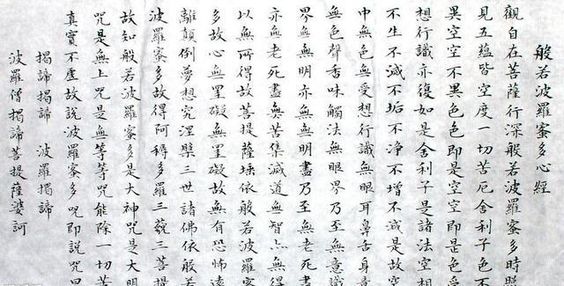 般若波羅蜜多心經
觀自在菩薩行深般若波羅蜜多時照
見五蘊皆空度一切苦厄舍利子色不
異空空不異色色即是空空即是色受
想行識亦復如是舍利子是諸法空相
不生不滅不垢不净不增不減是故空
中無色無受想行識無眼耳鼻舌身意
無色聲香味觸法無眼界乃至無意識
界無無明亦無無明盡乃至無老死盡
亦無老死盡無苦集滅道無智亦無得
以無所得故菩提薩埵依般若波羅蜜
多故心無罣礙無罣礙故無有恐怖遠
離顛倒夢想究涅槃三世諸佛依般若
波羅蜜多故得阿耨多羅三藐三菩提
故知般若波羅蜜多是大神咒是大明
咒是無上咒是無等等咒能除一切苦
真實不虛故說波羅蜜多咒即說咒曰
揭諦揭諦　波羅揭諦
波羅僧揭諦菩提薩婆訶